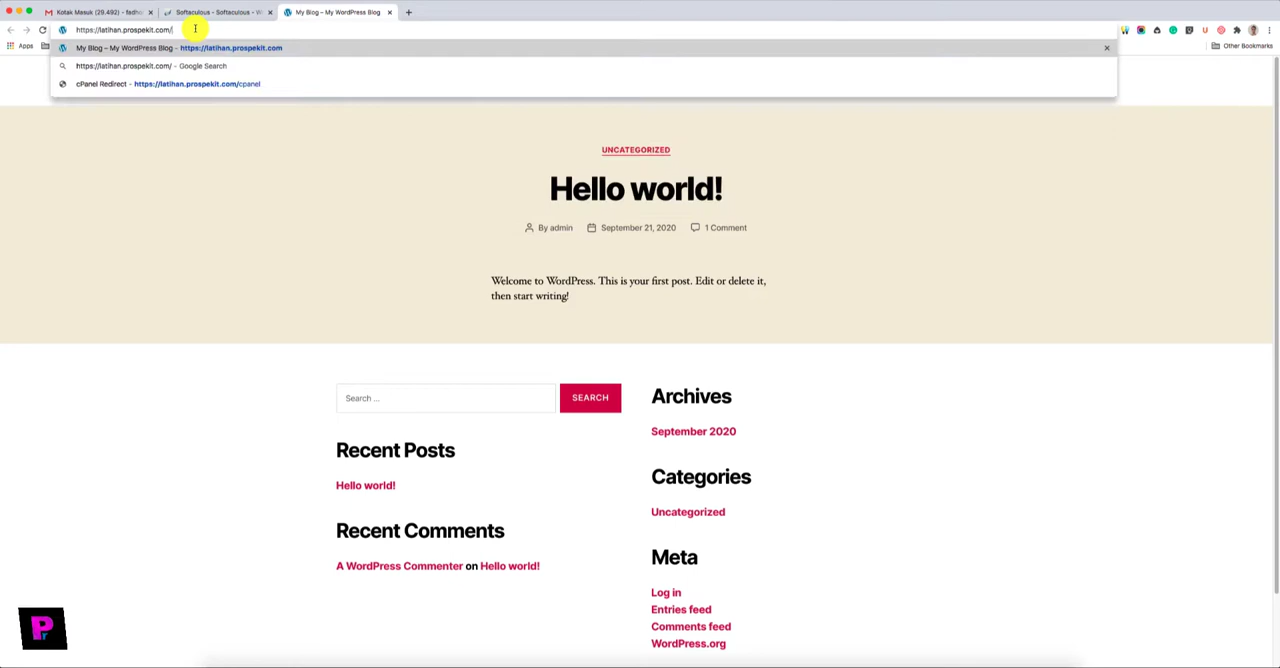 Kotak Masuk (29.492) - fadh
Softaculous - Softaculous - W
My Blog – My WordPress Blog
https://latihan.prospekit.com/
Apps
Other Bookmarks
My Blog – My WordPress Blog - https://latihan.prospekit.com
https://latihan.prospekit.com/ - Google Search
cPanel Redirect - https://latihan.prospekit.com/cpanel
UNCATEGORIZED
Hello world!
By admin September 21, 2020 1 Comment
Welcome to WordPress. This is your first post. Edit or delete it,
then start writing!
Search …
SEARCH
Recent Posts
Hello world!
Recent Comments
A WordPress Commenter on Hello world!
Archives
September 2020
Categories
Uncategorized
Meta
Log in
Entries feed
Comments feed
WordPress.org
Pr